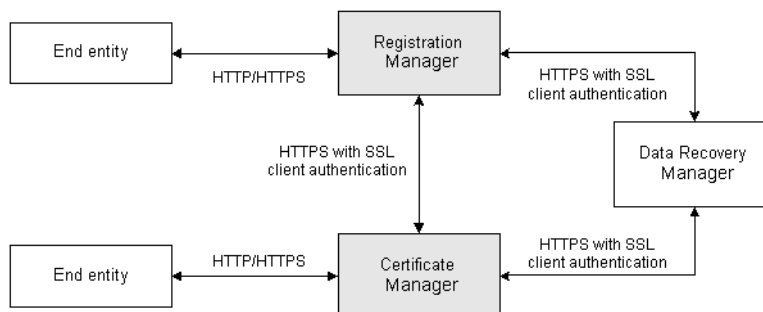 End entity
HTTP/HTTPS
Registration
Manager
HTTPS with SSL
client authentication
HTTPS with SSL
client authentication
Data Recovery
Manager
End entity
HTTP/HTTPS
Certificate
Manager
HTTPS with SSL
client authentication